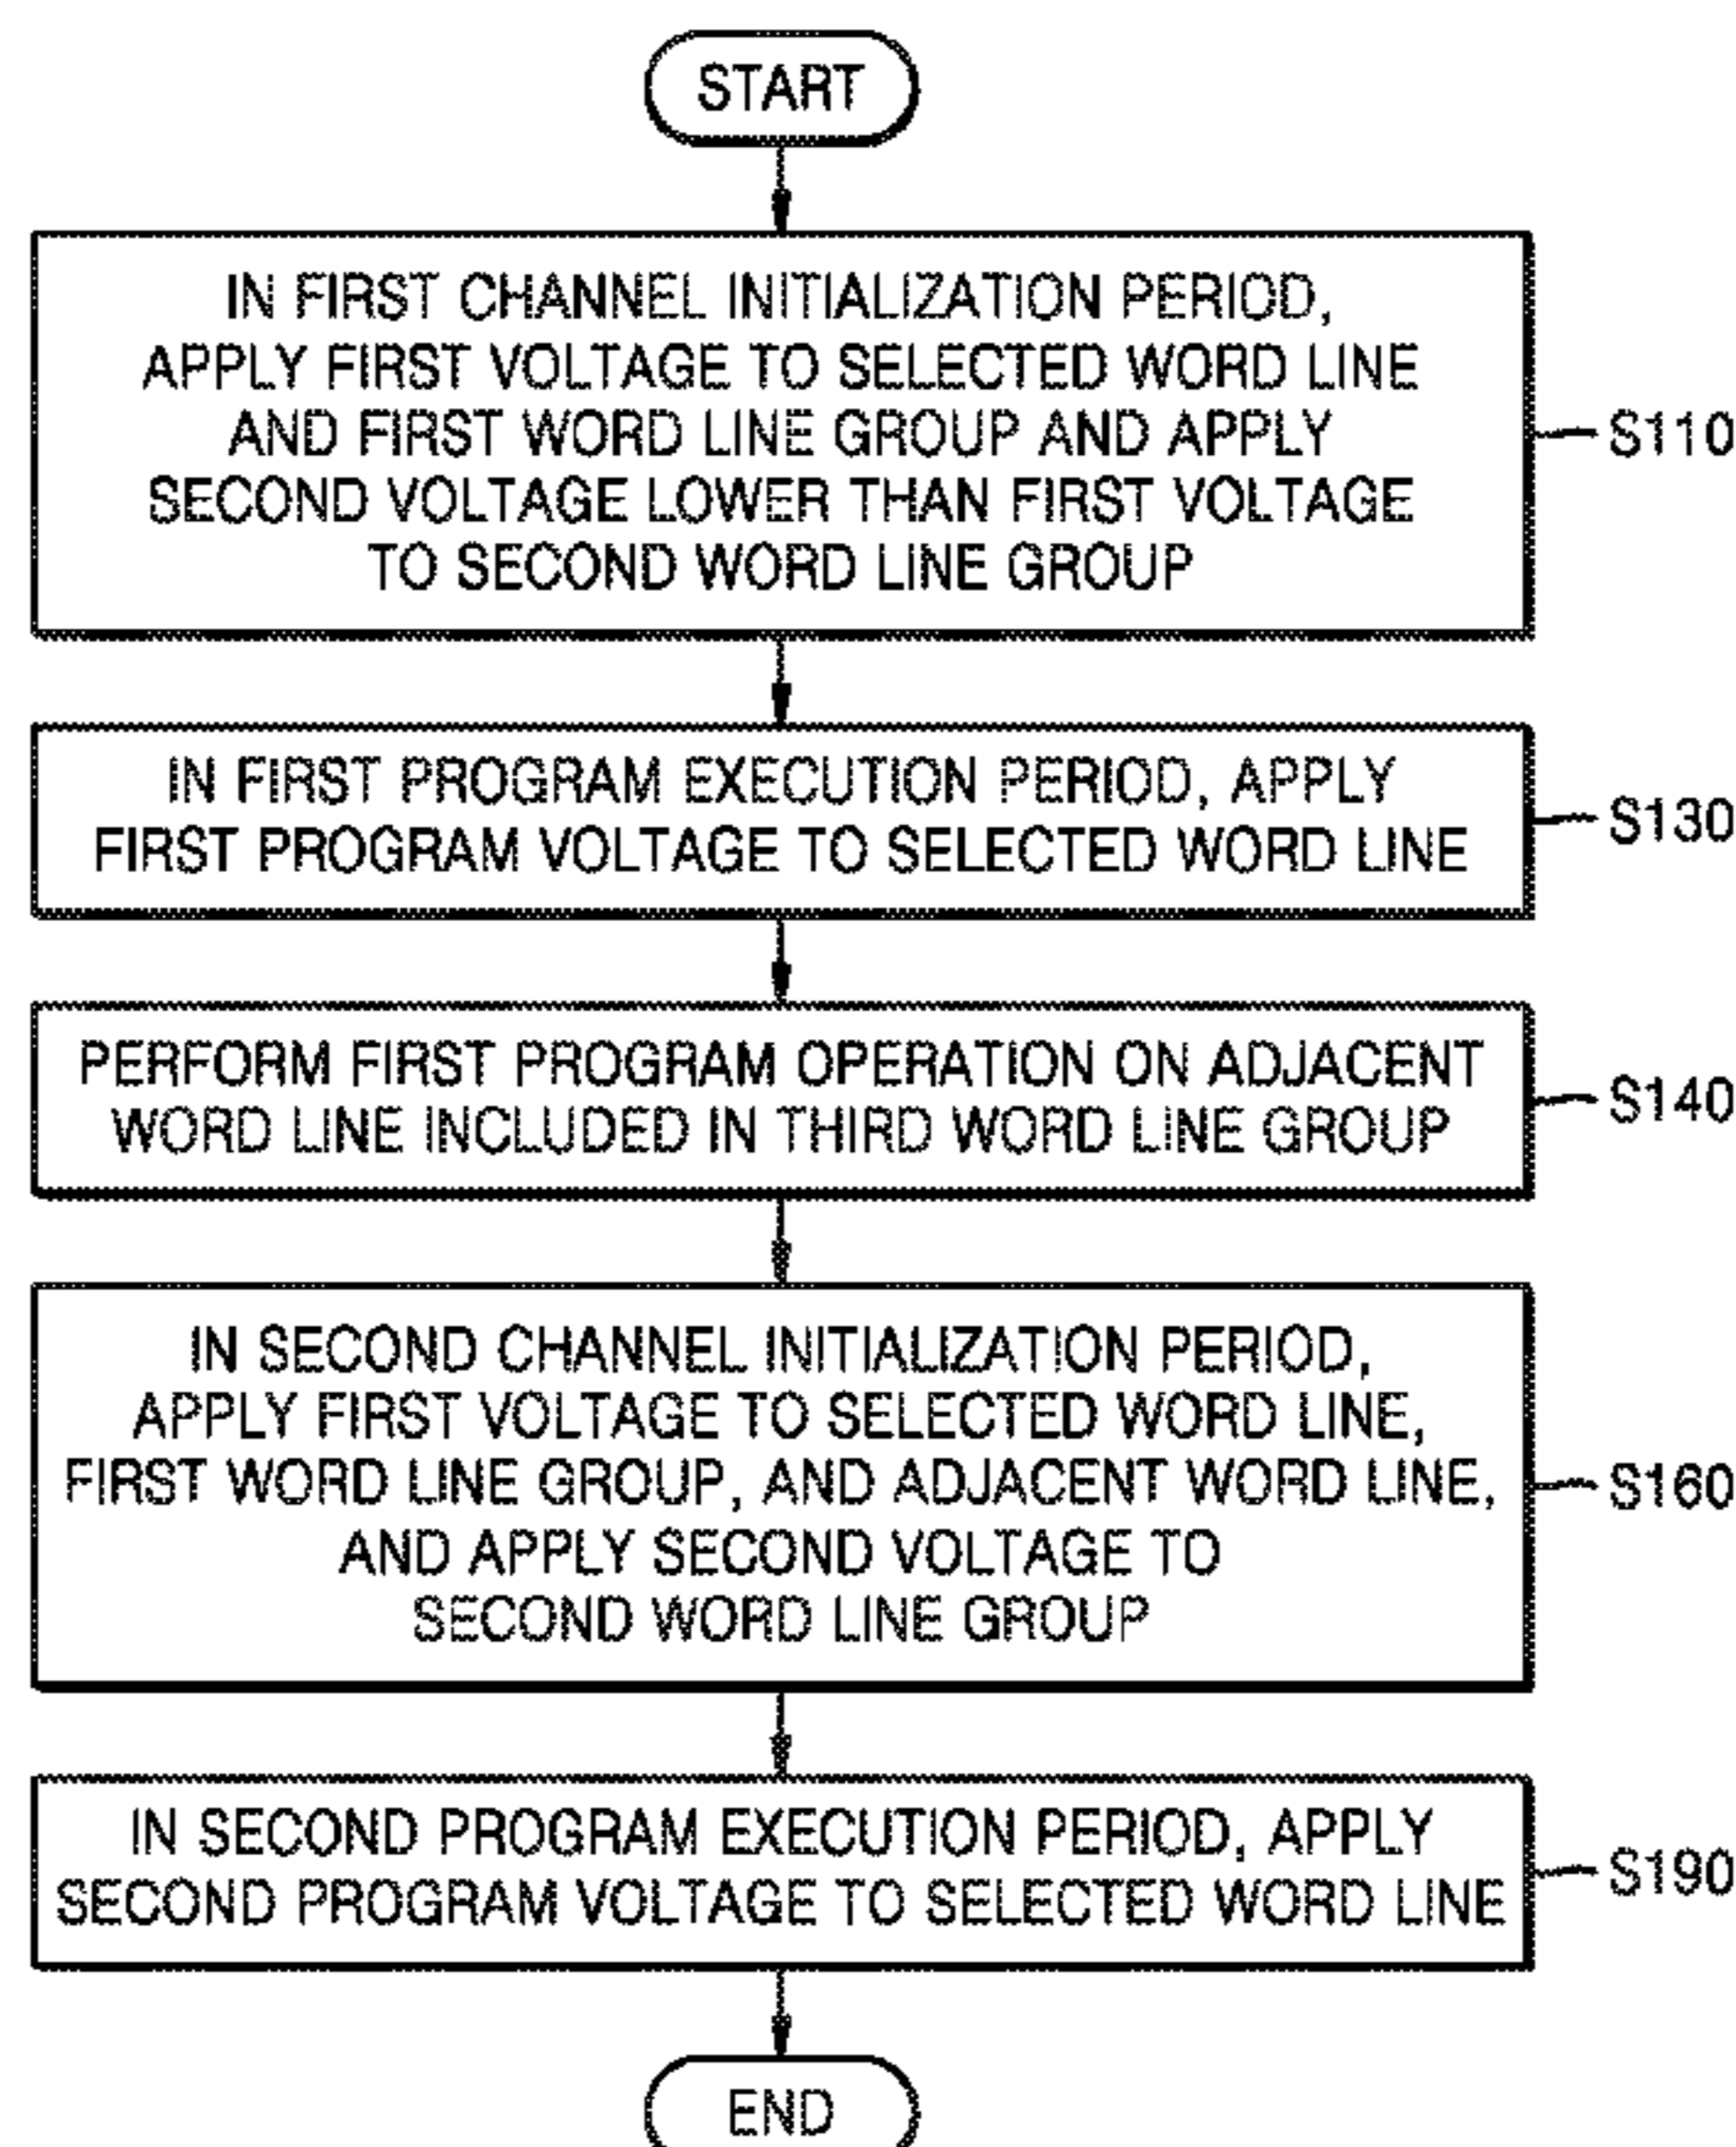 START
IN FIRST CHANNEL INITIALIZATION PERIOD,
APPLY FIRST VOLTAGE TO SELECTED WORD LINE
AND FIRST WORD LINE GROUP AND APPLY
SECOND VOLTAGE LOWER THAN FIRST VOLTAGE
TO SECOND WORD LINE GROUP
S110
IN FIRST PROGRAM EXECUTION PERIOD, APPLY
FIRST PROGRAM VOLTAGE TO SELECTED WORD LINE
S130
PERFORM FIRST PROGRAM OPERATION ON ADJACENT
WORD LINE INCLUDED IN THIRD WORD LINE GROUP
S140
IN SECOND CHANNEL INITIALIZATION PERIOD,
APPLY FIRST VOLTAGE TO SELECTED WORD LINE,
FIRST WORD LINE GROUP, AND ADJACENT WORD LINE,
AND APPLY SECOND VOLTAGE TO
SECOND WORD LINE GROUP
S160
IN SECOND PROGRAM EXECUTION PERIOD, APPLY
SECOND PROGRAM VOLTAGE TO SELECTED WORD LINE
S190
END